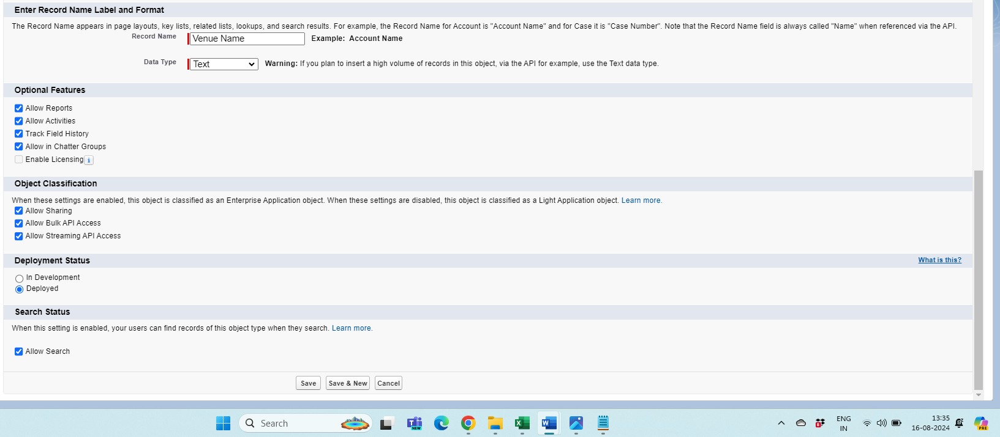 Enter Record Name Label and Format
The Record Name appears in page layouts, key lists, related lists, lookups, and search results. For example, the Record Name for Account is "Account Name" and for Case it is "Case Number". Note that the Record Name field is always called "Name" when referenced via the API.
Record Name Venue Name Example: Account Name
Data Type Text Warning: If you plan to insert a high volume of records in this object, via the API for example, use the Text data type.
Optional Features
Allow Reports
Allow Activities
Track Field History
Allow in Chatter Groups
Enable Licensing i
Object Classification
When these settings are enabled, this object is classified as an Enterprise Application object. When these settings are disabled, this object is classified as a Light Application object. Learn more.
Allow Sharing
Allow Bulk API Access
Allow Streaming API Access
Deployment Status What is this?
In Development
Deployed
Search Status
When this setting is enabled, your users can find records of this object type when they search. Learn more.
Allow Search
Save Save & New Cancel
Search
NEW
ENG
IN
13:35
16-08-2024
PRE